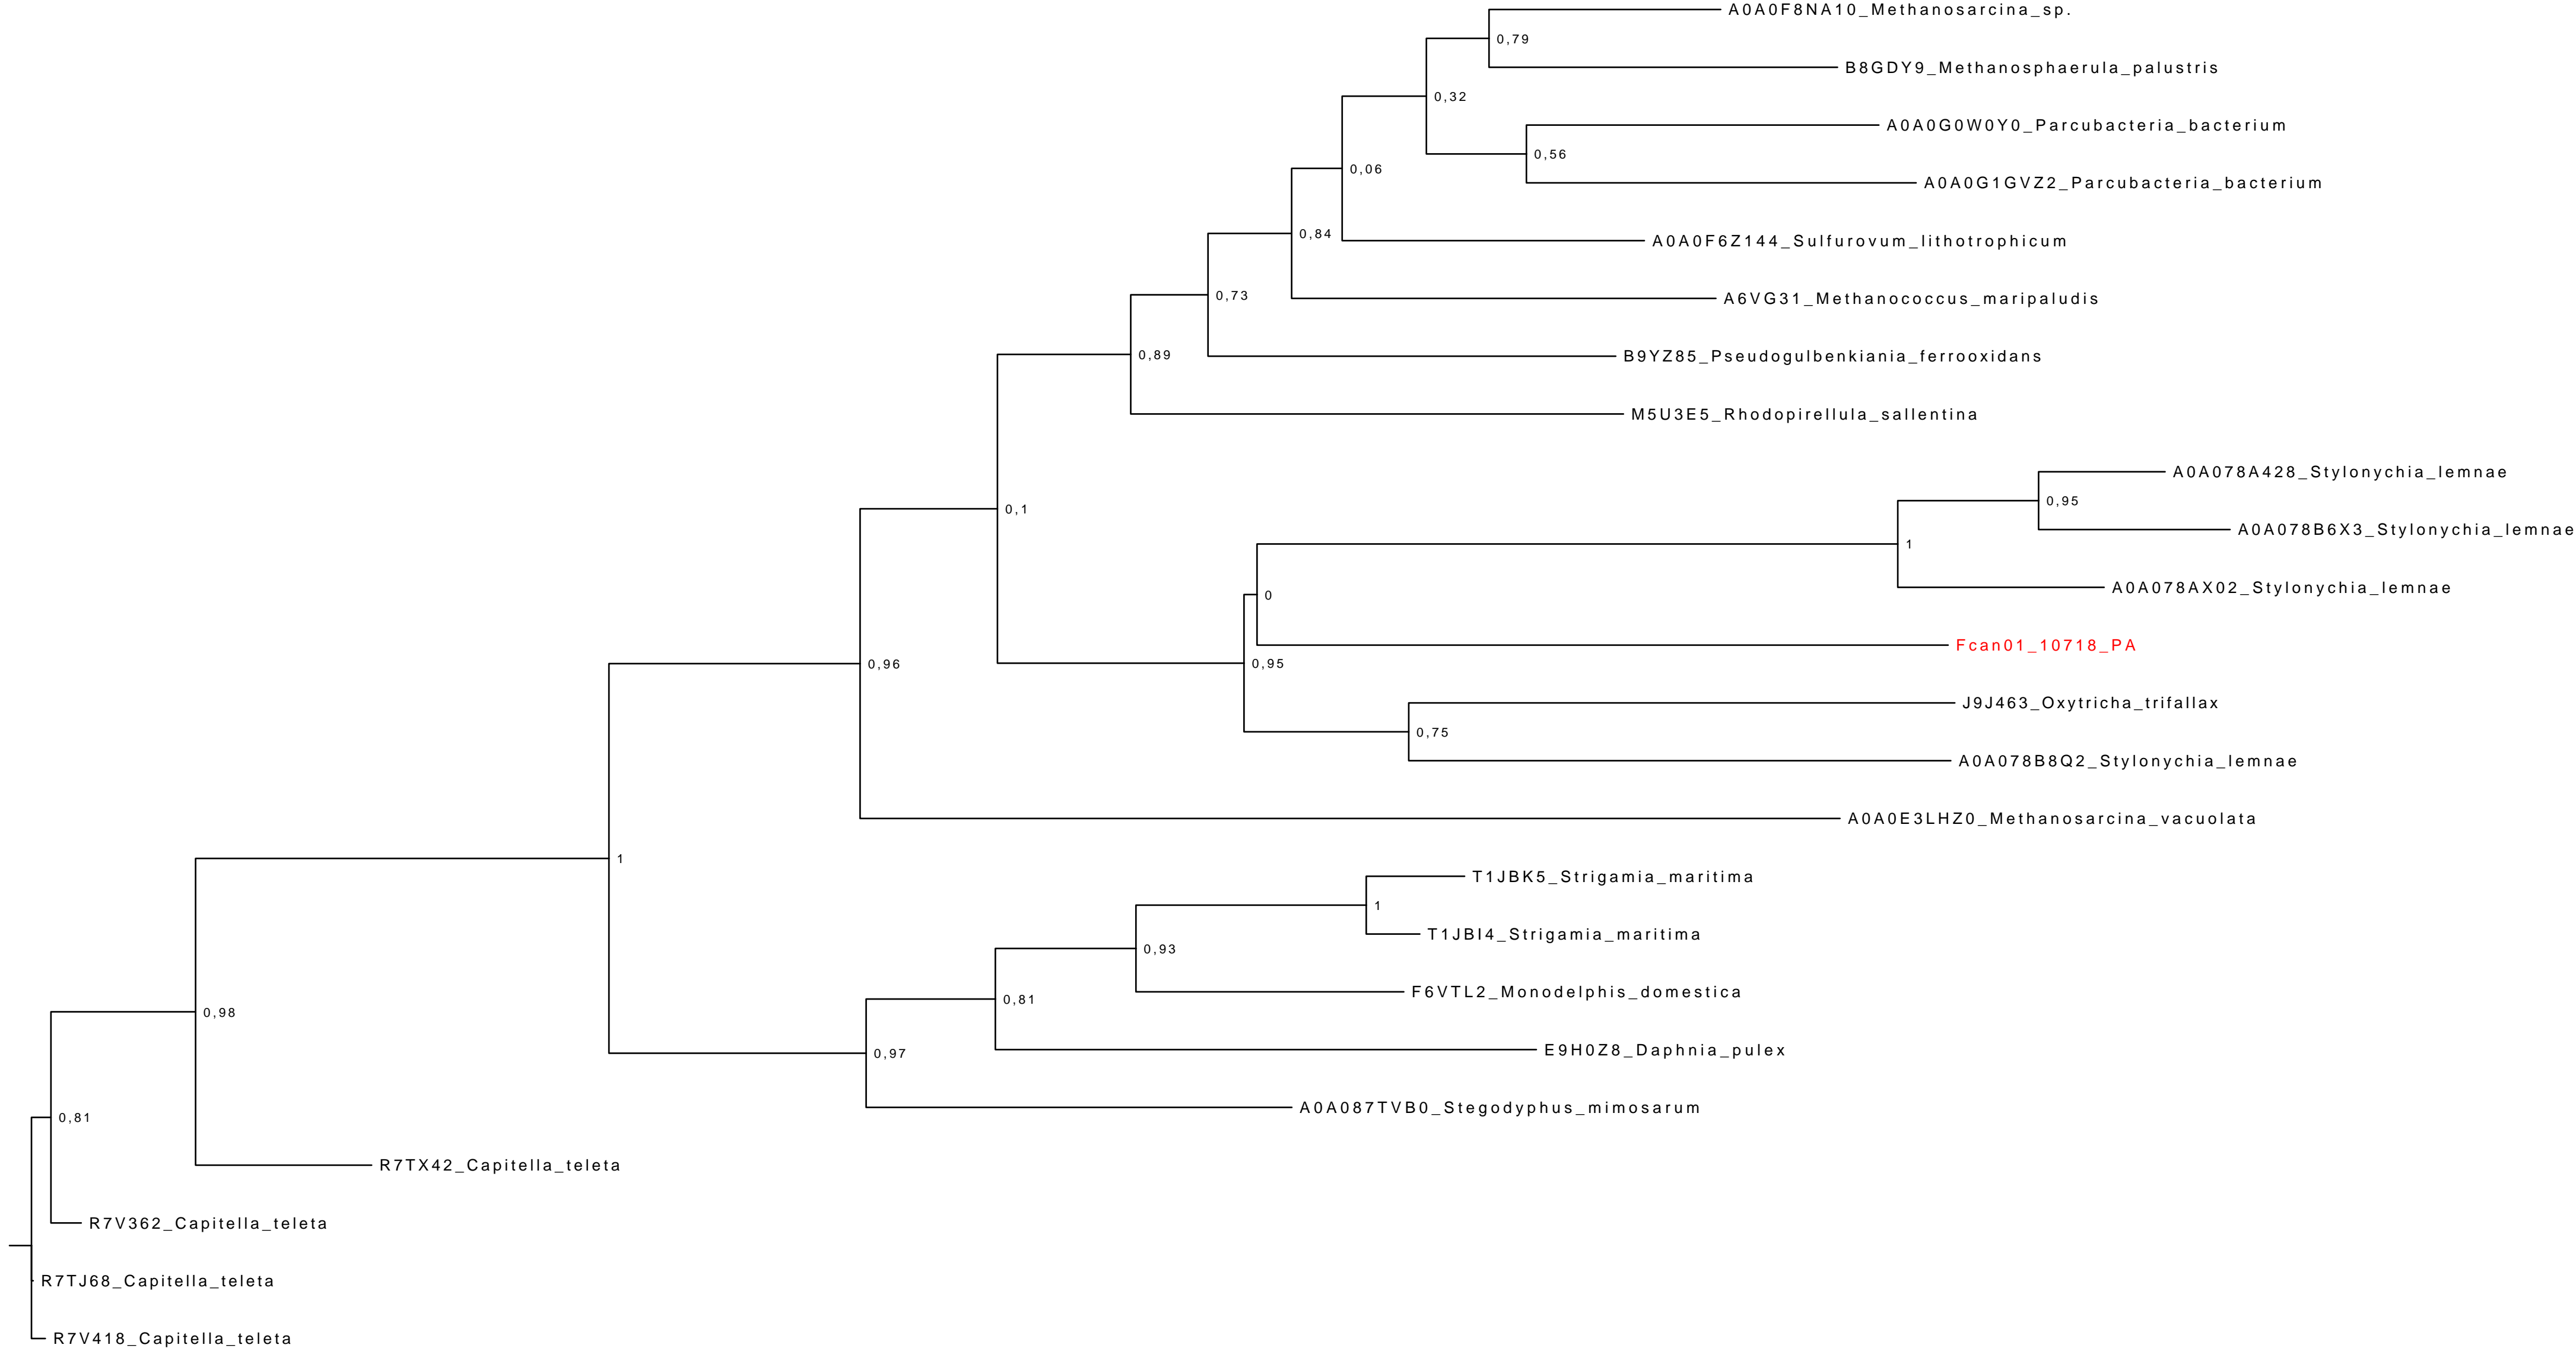 A0A0F8NA10_Methanosarcina_sp.
0,79
B8GDY9_Methanosphaerula_palustris
0,32
A0A0G0W0Y0_Parcubacteria_bacterium
0,56
0,06
A0A0G1GVZ2_Parcubacteria_bacterium
0,84
A0A0F6Z144_Sulfurovum_lithotrophicum
0,73
A6VG31_Methanococcus_maripaludis
0,89
B9YZ85_Pseudogulbenkiania_ferrooxidans
M5U3E5_Rhodopirellula_sallentina
A0A078A428_Stylonychia_lemnae
0,95
0,1
A0A078B6X3_Stylonychia_lemnae
1
A0A078AX02_Stylonychia_lemnae
0
Fcan01_10718_PA
0,96
0,95
J9J463_Oxytricha_trifallax
0,75
A0A078B8Q2_Stylonychia_lemnae
A0A0E3LHZ0_Methanosarcina_vacuolata
1
T1JBK5_Strigamia_maritima
1
T1JBI4_Strigamia_maritima
0,93
F6VTL2_Monodelphis_domestica
0,81
0,98
E9H0Z8_Daphnia_pulex
0,97
A0A087TVB0_Stegodyphus_mimosarum
0,81
R7TX42_Capitella_teleta
R7V362_Capitella_teleta
R7TJ68_Capitella_teleta
R7V418_Capitella_teleta